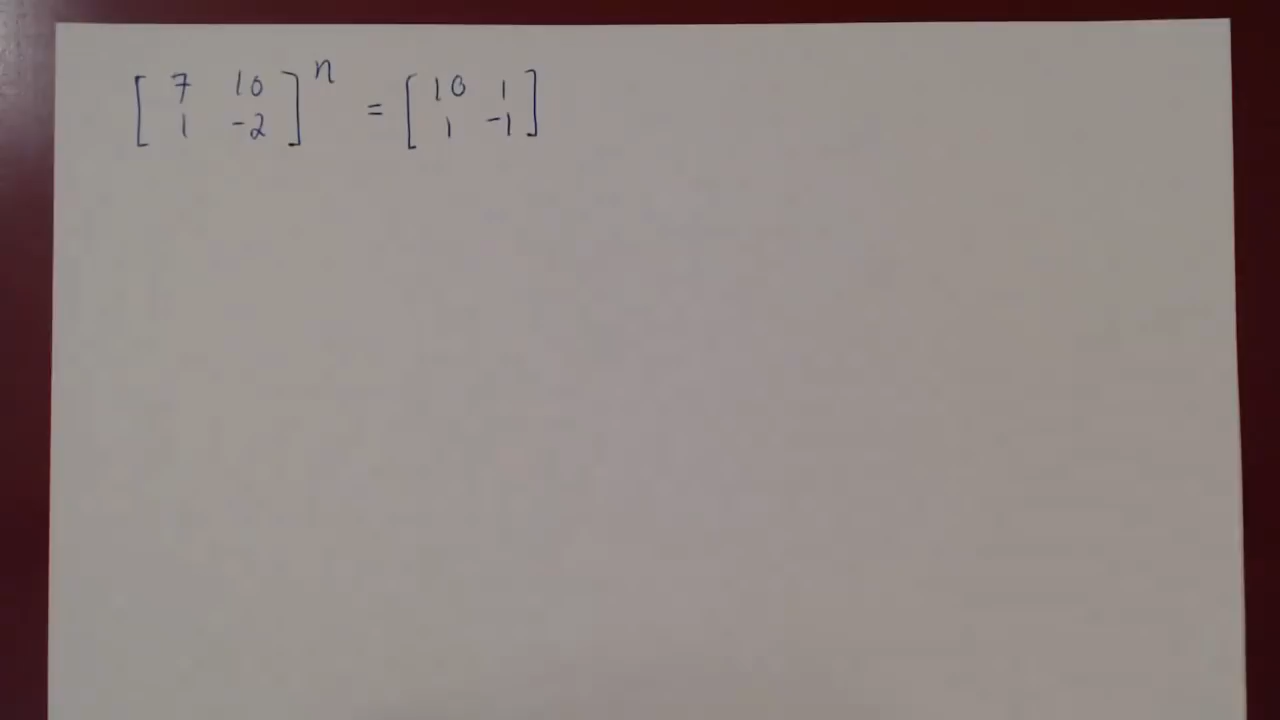 [ 7 10 ]ⁿ = [ 10 1 ]
[ 1 -2 ] [ 1 -1 ]